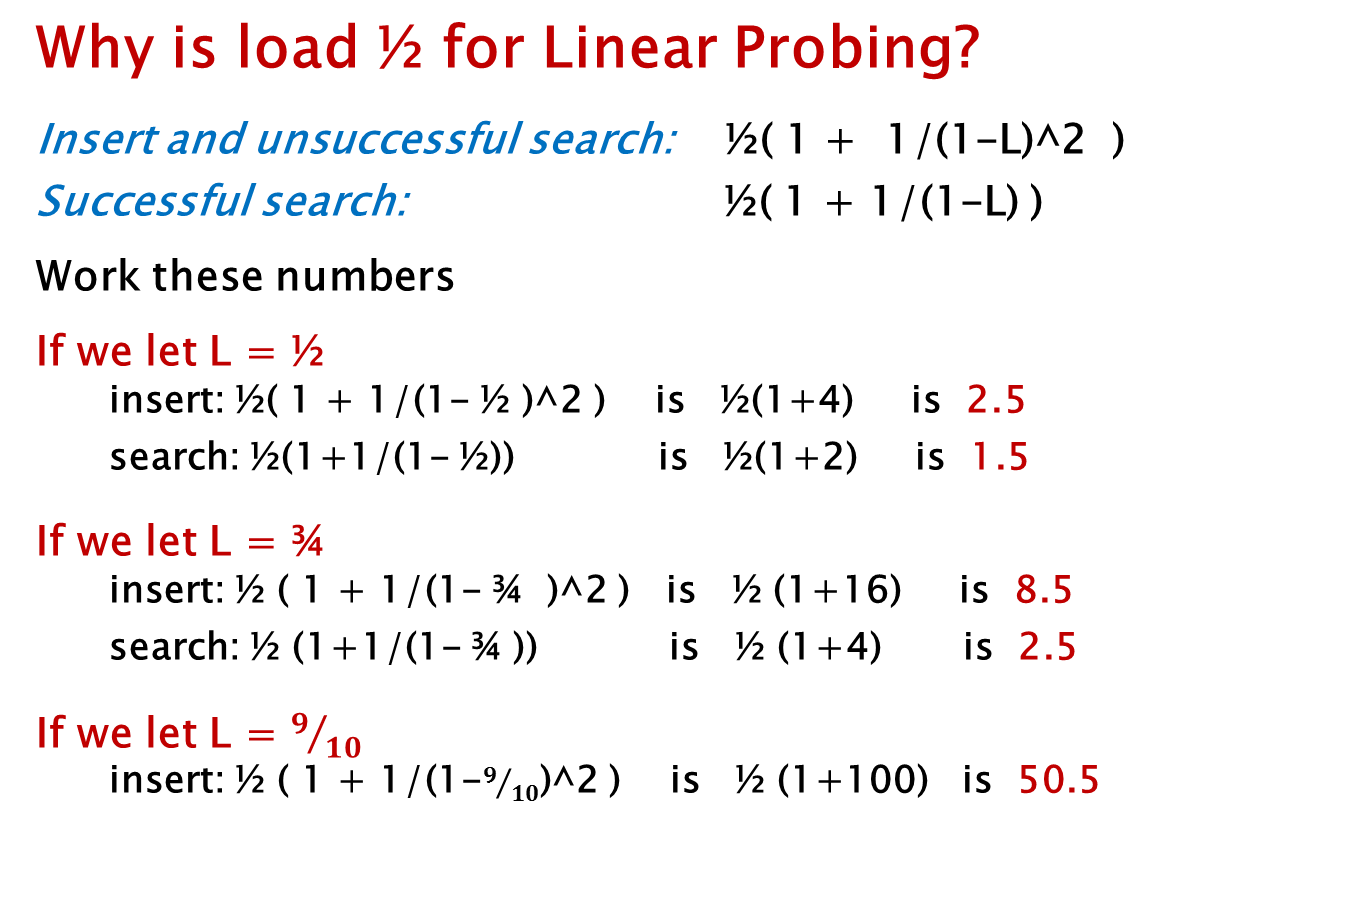 Why is load ½ for Linear Probing?
Insert and unsuccessful search: ½( 1 + 1/(1–L)^2 )
Successful search: ½( 1 + 1/(1–L) )
Work these numbers
If we let L = ½
insert: ½( 1 + 1/(1– ½ )^2 ) is ½(1+4) is 2.5
search: ½(1+1/(1– ½)) is ½(1+2) is 1.5
If we let L = ¾
insert: ½ ( 1 + 1/(1– ¾ )^2 ) is ½ (1+16) is 8.5
search: ½ (1+1/(1– ¾ )) is ½ (1+4) is 2.5
If we let L = ⁹/₁₀
insert: ½ ( 1 + 1/(1–⁹/₁₀)^2 ) is ½ (1+100) is 50.5